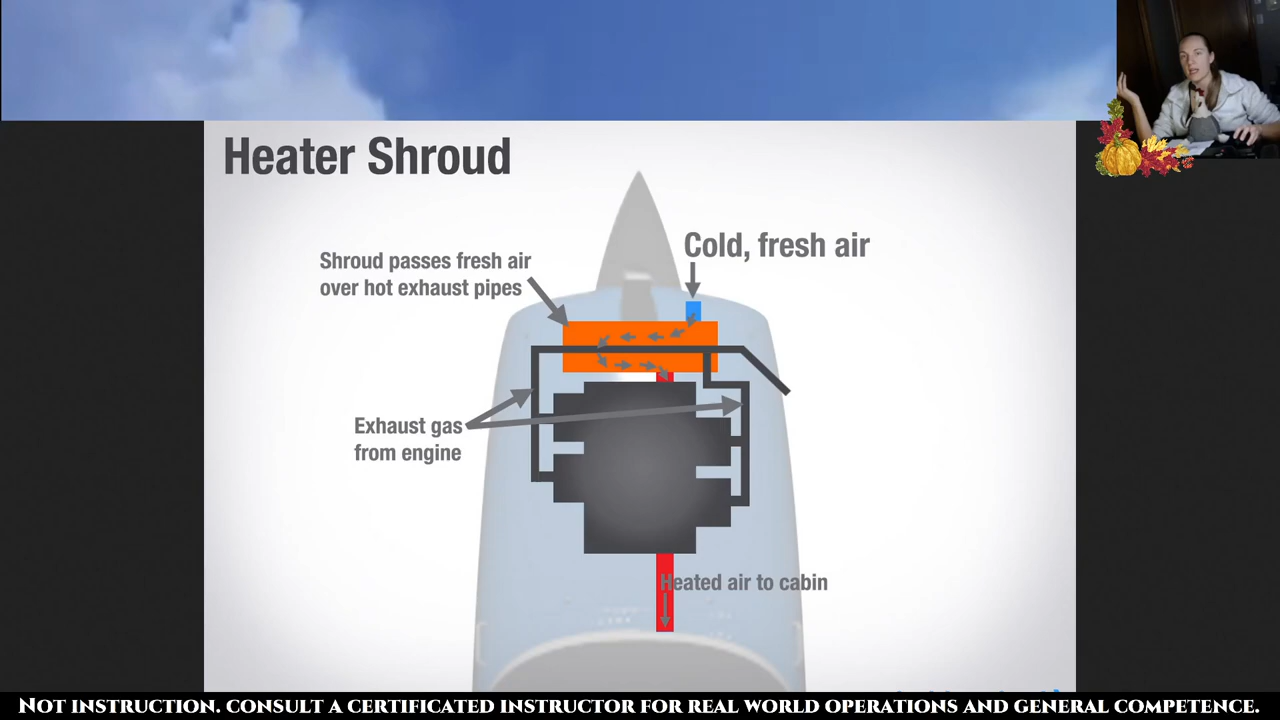 Heater Shroud
Cold, fresh air
Shroud passes fresh air
over hot exhaust pipes
Exhaust gas
from engine
Heated air to cabin
NOT INSTRUCTION. CONSULT A CERTIFICATED INSTRUCTOR FOR REAL WORLD OPERATIONS AND GENERAL COMPETENCE.